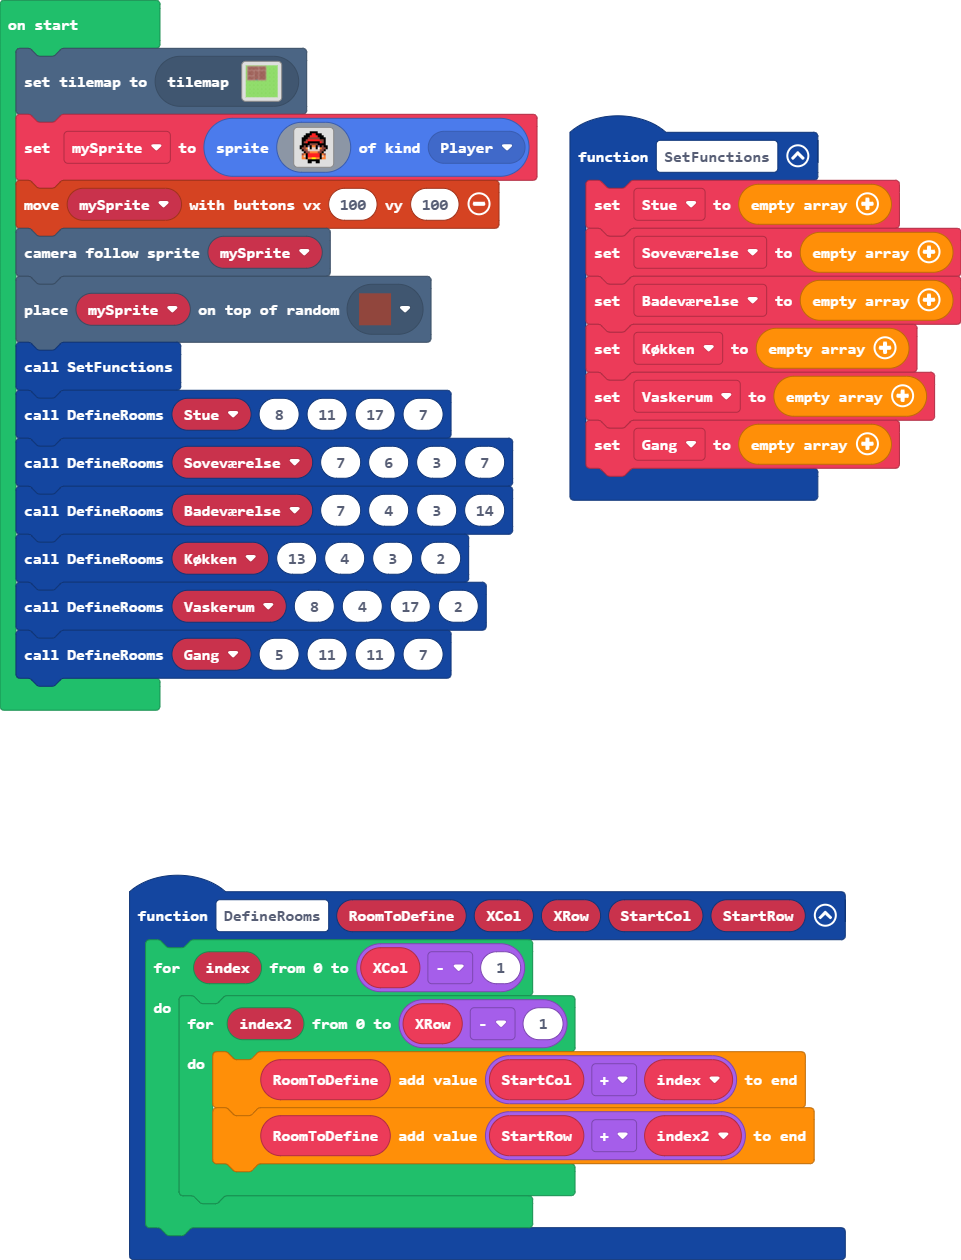 on start
set tilemap to tilemap
set mySprite to sprite of kind Player
move mySprite with buttons vx 100 vy 100
camera follow sprite mySprite
place mySprite on top of random
call SetFunctions
call DefineRooms Stue 8 11 17 7
call DefineRooms Soveværelse 7 6 3 7
call DefineRooms Badeværelse 7 4 3 14
call DefineRooms Køkken 13 4 3 2
call DefineRooms Vaskerum 8 4 17 2
call DefineRooms Gang 5 11 11 7
function SetFunctions
set Stue to empty array
set Soveværelse to empty array
set Badeværelse to empty array
set Køkken to empty array
set Vaskerum to empty array
set Gang to empty array
function DefineRooms RoomToDefine XCol XRow StartCol StartRow
for index from 0 to XCol - 1
do
for index2 from 0 to XRow - 1
do
RoomToDefine add value StartCol + index to end
RoomToDefine add value StartRow + index2 to end